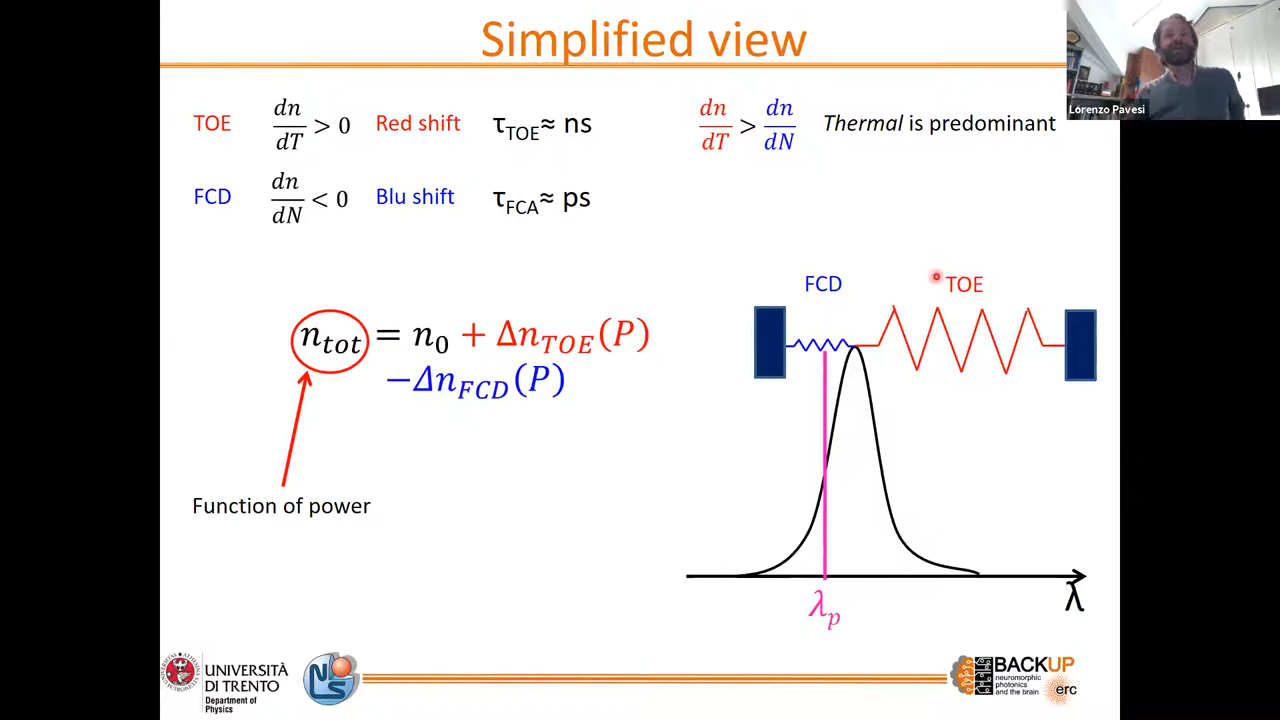 Simplified view
Lorenzo Pavesi
TOE dn/dT > 0 Red shift τTOE≈ ns
dn/dT > dn/dN Thermal is predominant
FCD dn/dN < 0 Blu shift τFCA≈ ps
FCD TOE
ntot = n0 + ΔnTOE(P)
−ΔnFCD(P)
Function of power
λp
λ
UNIVERSITÀ
DI TRENTO
Department of
Physics
BACKUP
neuromorphic
photonics
and the brain
erc